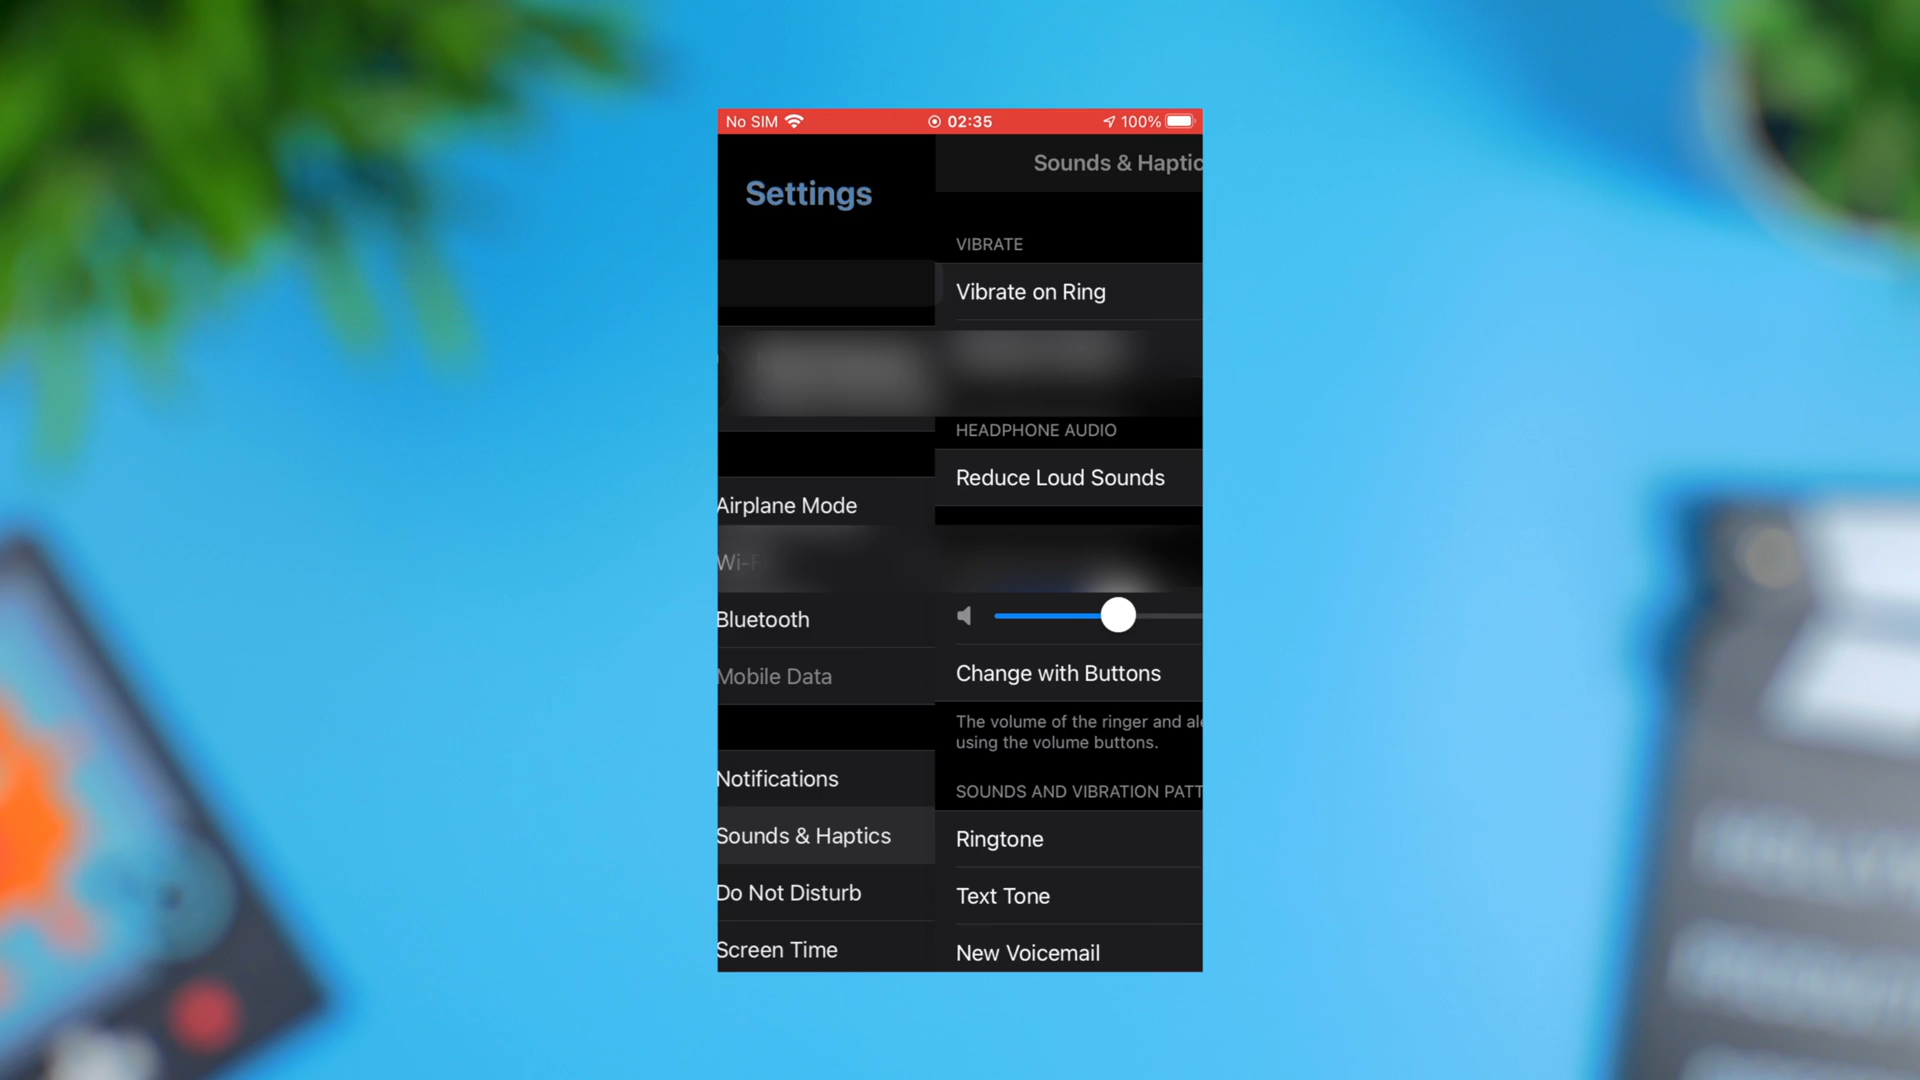 No SIM 02:35 100%
Settings
Airplane Mode
Bluetooth
Mobile Data
Notifications
Sounds & Haptics
Do Not Disturb
Screen Time
Sounds & Haptic
VIBRATE
Vibrate on Ring
HEADPHONE AUDIO
Reduce Loud Sounds
Change with Buttons
The volume of the ringer and al
using the volume buttons.
SOUNDS AND VIBRATION PATT
Ringtone
Text Tone
New Voicemail